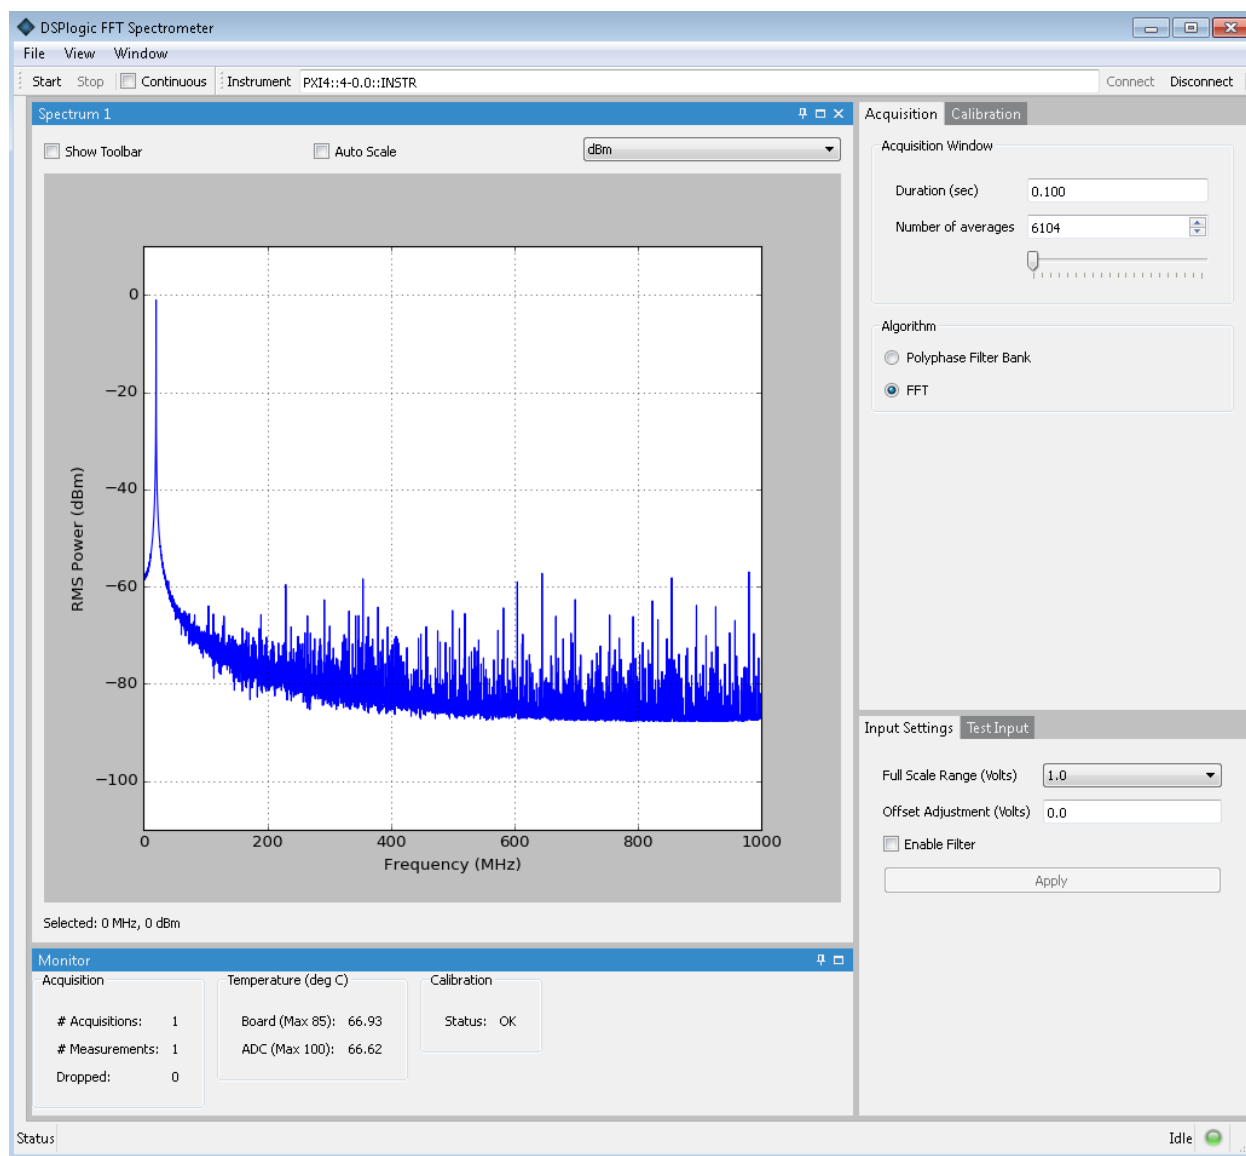 DSPlogic FFT Spectrometer
File View Window
Start Stop Continuous Instrument PXI4::4-0.0::INSTR Connect Disconnect
Spectrum 1
Show Toolbar Auto Scale dBm
0
−20
−40
−60
−80
−100
RMS Power (dBm)
0 200 400 600 800 1000
Frequency (MHz)
Selected: 0 MHz, 0 dBm
Acquisition Calibration
Acquisition Window
Duration (sec) 0.100
Number of averages 6104
Algorithm
Polyphase Filter Bank
FFT
Input Settings Test Input
Full Scale Range (Volts) 1.0
Offset Adjustment (Volts) 0.0
Enable Filter
Apply
Monitor
Acquisition
# Acquisitions: 1
# Measurements: 1
Dropped: 0
Temperature (deg C)
Board (Max 85): 66.93
ADC (Max 100): 66.62
Calibration
Status: OK
Status Idle